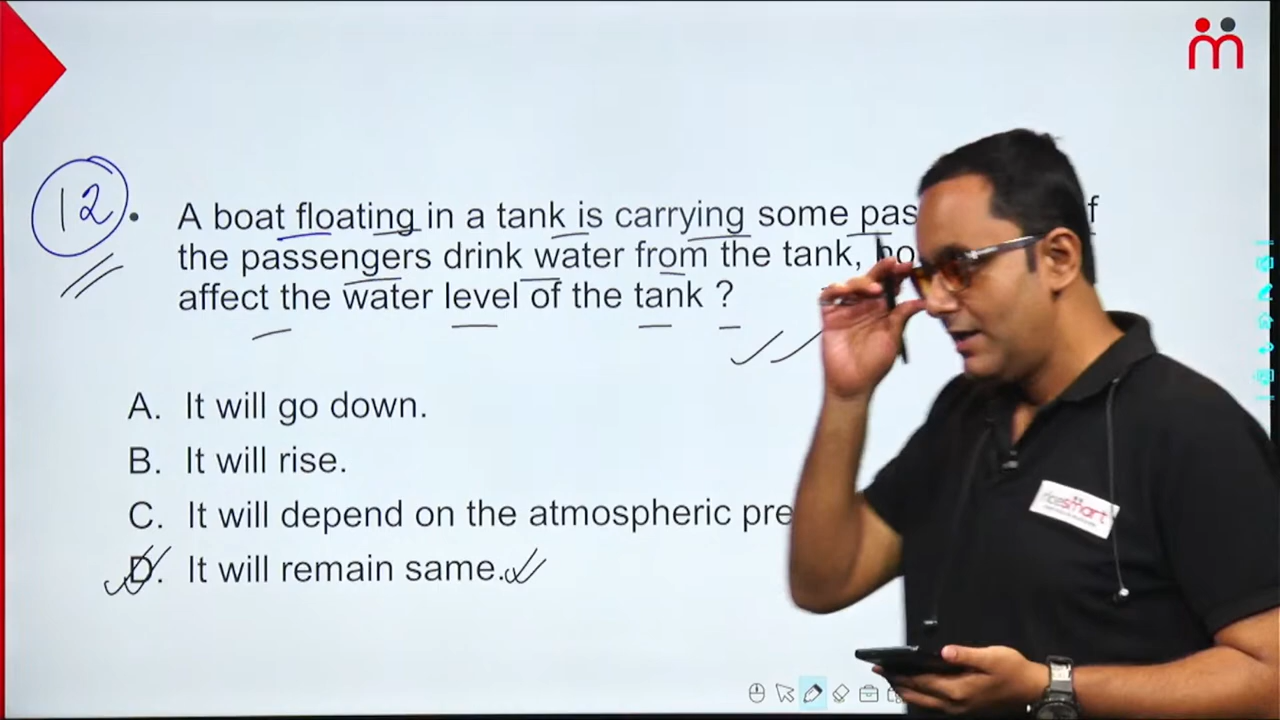 12.
A boat floating in a tank is carrying some pas
the passengers drink water from the tank,
affect the water level of the tank ?
A. It will go down.
B. It will rise.
C. It will depend on the atmospheric pre
D. It will remain same.
ricesmart